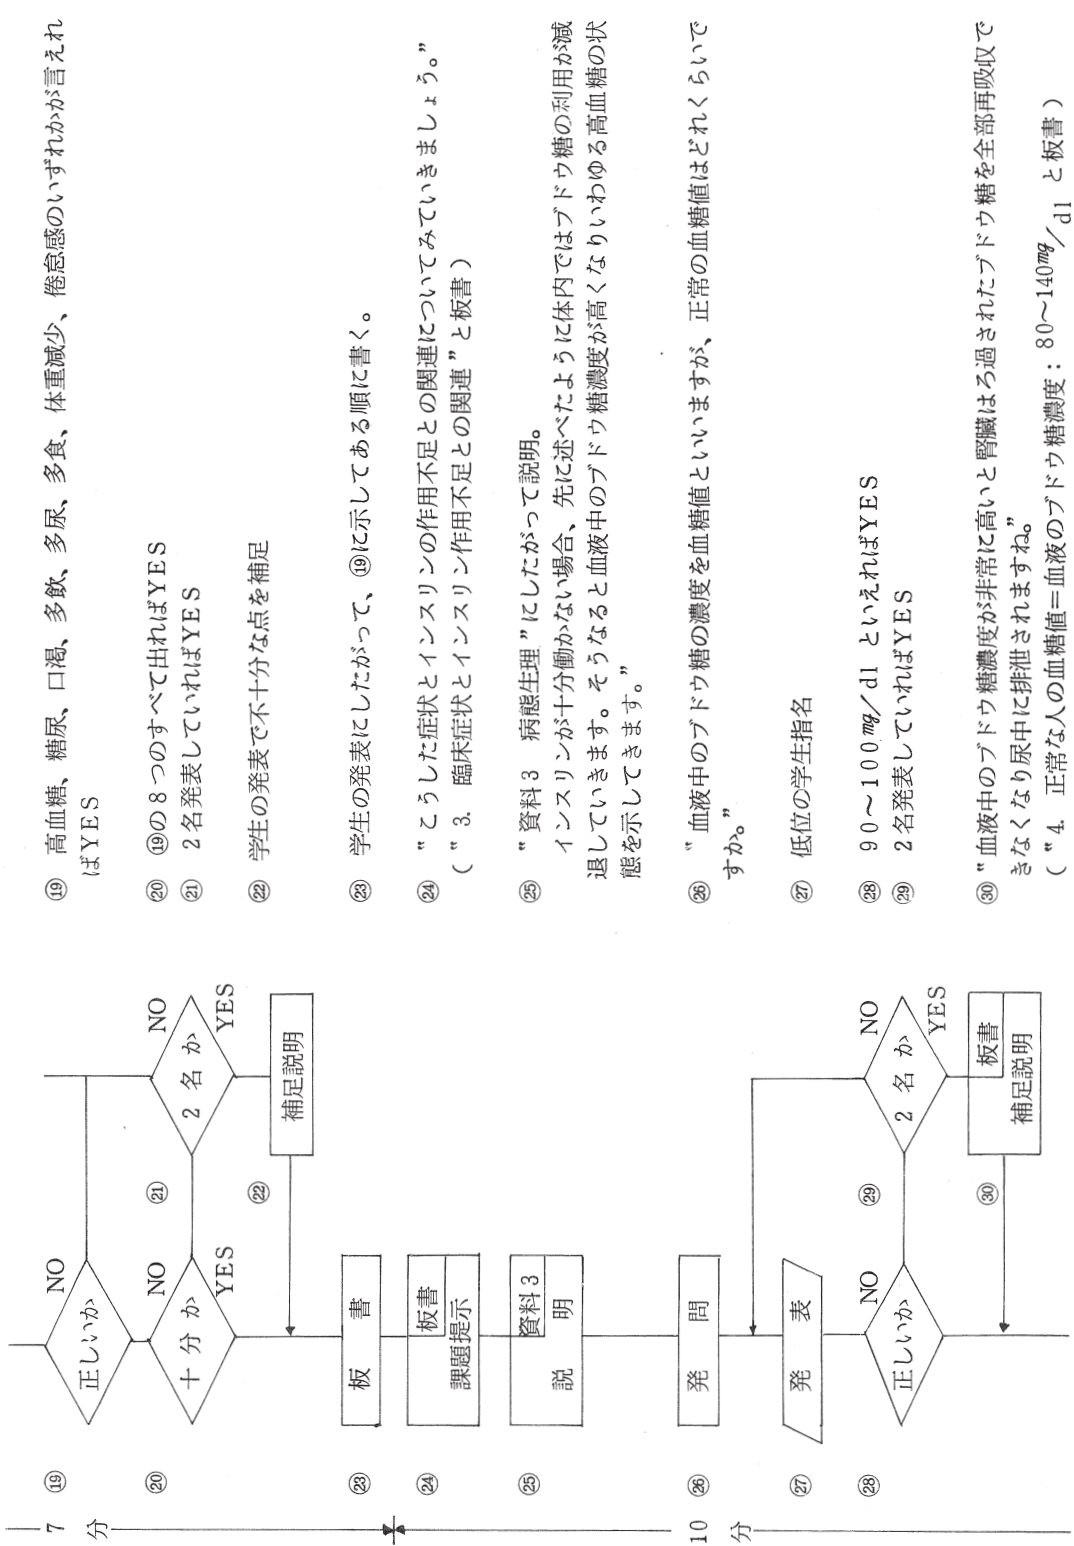 7
分
10
分
⑲
正しいか
NO
⑳
十 分 か
NO
YES
㉑
2 名 か
NO
YES
㉒
補足説明
㉓
板 書
㉔
板書
課題提示
㉕
資料3
説 明
㉖
発 問
㉗
発 表
㉘
正しいか
NO
㉙
2 名 か
NO
YES
㉚
板書
補足説明
⑲ 高血糖、糖尿、口渇、多飲、多尿、多食、体重減少、倦怠感のいずれかが言えれ
ばYES
⑳ ⑲の8つのすべて出ればYES
㉑ 2名発表していればYES
㉒ 学生の発表で不十分な点を補足
㉓ 学生の発表にしたがって、⑲に示してある順に書く。
㉔ “こうした症状とインスリンの作用不足との関連についてみていきましょう。”
(“3. 臨床症状とインスリン作用不足との関連”と板書)
㉕ “資料3 病態生理”にしたがって説明。
インスリンが十分働かない場合、先に述べたように体内ではブドウ糖の利用が減
退していきます。そうなると血液中のブドウ糖濃度が高くなりいわゆる高血糖の状
態を示してきます。”
㉖ “血液中のブドウ糖の濃度を血糖値といいますが、正常の血糖値はどれくらいで
すか。”
㉗ 低位の学生指名
㉘ 90~100mg/dl といえればYES
㉙ 2名発表していればYES
㉚ “血液中のブドウ糖濃度が非常に高いと腎臓はろ過されたブドウ糖を全部再吸収で
きなくなり尿中に排泄されますね。”
(“4. 正常な人の血糖値=血液のブドウ糖濃度:80~140mg/dl と板書)